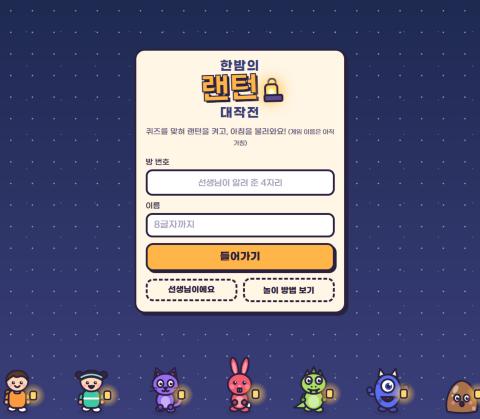 한밤의
랜턴
대작전
퀴즈를 맞혀 랜턴을 켜고, 아침을 불러와요! (게임 이름은 아직
가칭)
방 번호
선생님이 알려 준 4자리
이름
8글자까지
들어가기
선생님이에요
놀이 방법 보기